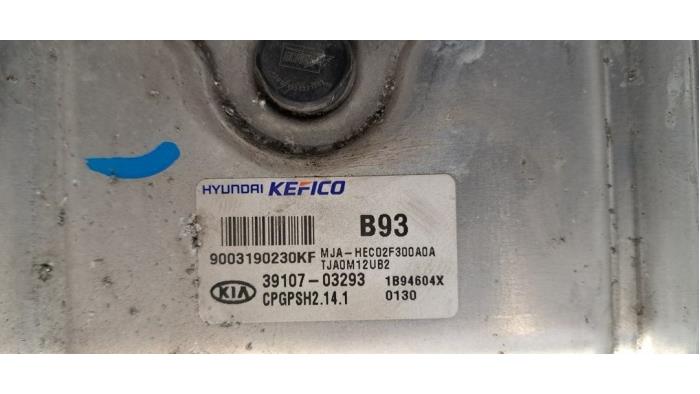 HYUNDAI KEFICO
B93
9003190230KF
MJA-HEC02F300A0A
TJA0M12UB2
39107-03293
1B94604X
KIA
CPGPSH2.14.1
0130